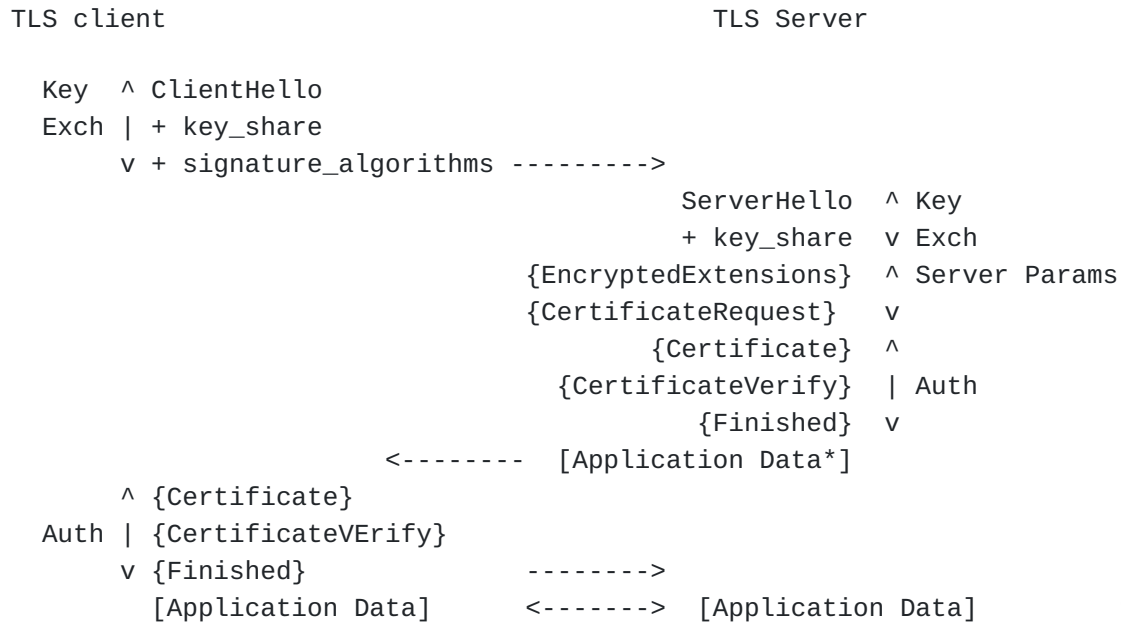 TLS client                                   TLS Server

  Key  ^ ClientHello
  Exch | + key_share
       v + signature_algorithms --------->
                                           ServerHello  ^ Key
                                           + key_share  v Exch
                                 {EncryptedExtensions}  ^ Server Params
                                 {CertificateRequest}   v
                                         {Certificate}  ^
                                   {CertificateVerify}  | Auth
                                            {Finished}  v
                        <--------  [Application Data*]
       ^ {Certificate}
  Auth | {CertificateVErify}
       v {Finished}           -------->
         [Application Data]      <------->  [Application Data]